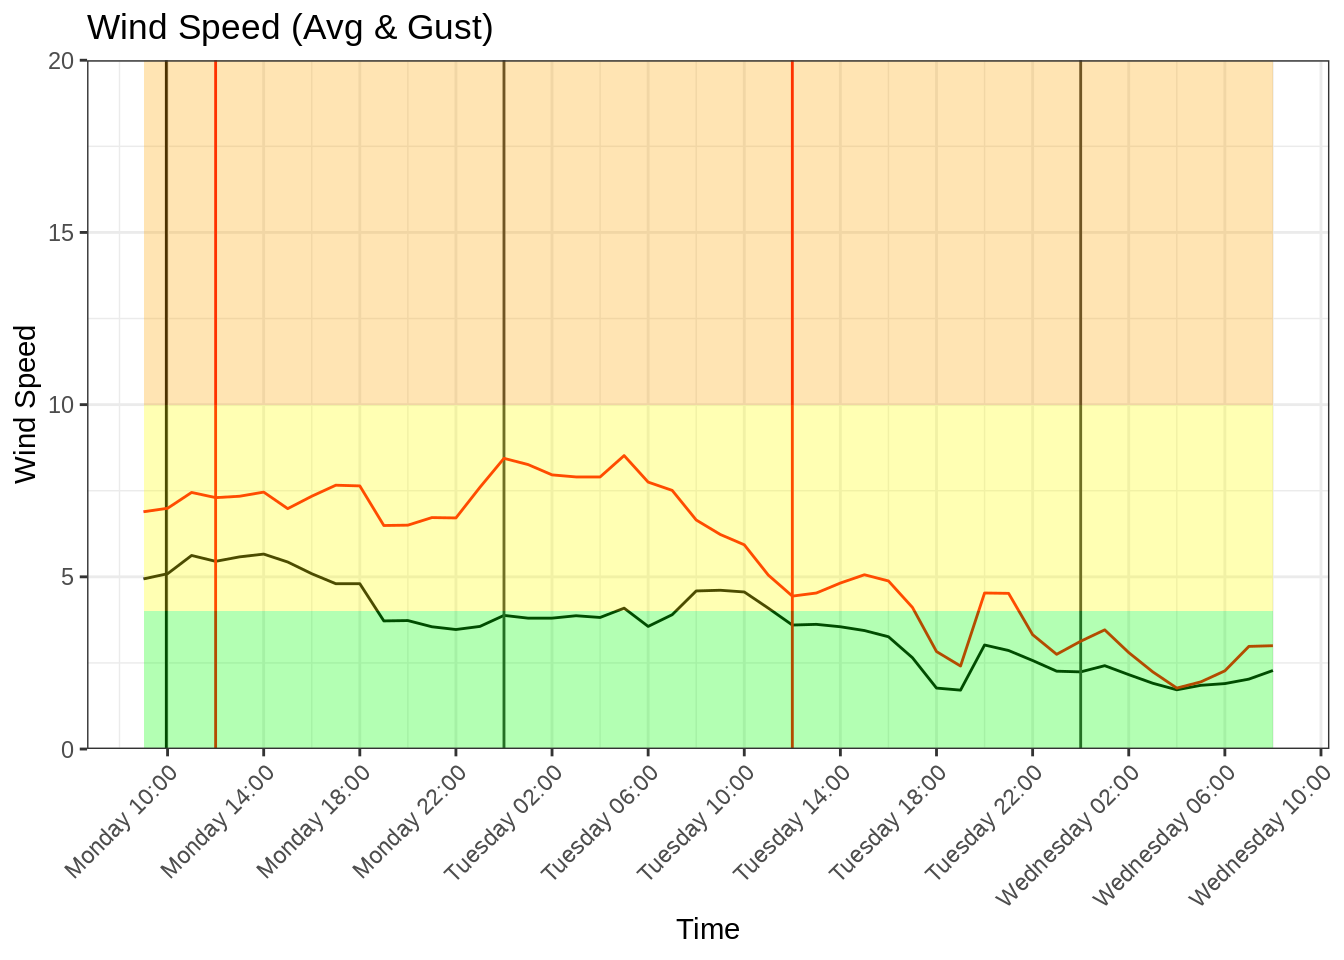 Wind Speed (Avg & Gust)
20
15
10
5
0
Wind Speed
Monday 10:00
Monday 14:00
Monday 18:00
Monday 22:00
Tuesday 02:00
Tuesday 06:00
Tuesday 10:00
Tuesday 14:00
Tuesday 18:00
Tuesday 22:00
Wednesday 02:00
Wednesday 06:00
Wednesday 10:00
Time